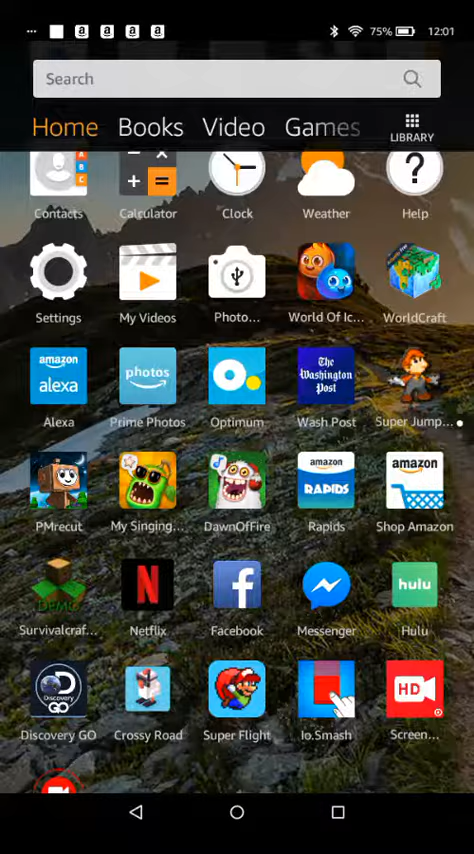 75% 12:01
Search
Home Books Video Games
LIBRARY
Contacts Calculator Clock Weather Help
Settings My Videos Photo... World Of Ic... WorldCraft
amazon
alexa
photos
The
Washington
Post
Alexa Prime Photos Optimum Wash Post Super Jump...
amazon
RAPIDS
amazon
PMrecut My Singing... DawnOfFire Rapids Shop Amazon
DEMO
hulu
Survivalcraf... Netflix Facebook Messenger Hulu
Discovery
GO
HD
Discovery GO Crossy Road Super Flight Io.Smash Screen...